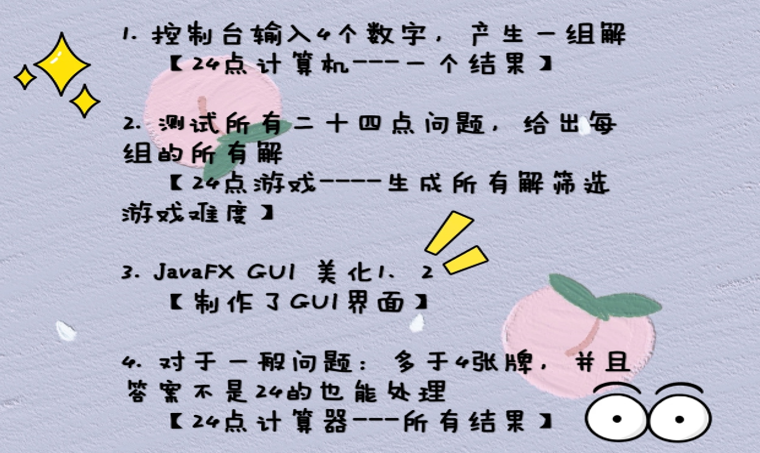 1. 控制台输入4个数字，产生一组解
【24点计算机---一个结果】
2. 测试所有二十四点问题，给出每
组的所有解
【24点游戏----生成所有解筛选
游戏难度】
3. JavaFX GUI 美化1、2
【制作了GUI界面】
4. 对于一般问题：多于4张牌，并且
答案不是24的也能处理
【24点计算器---所有结果】